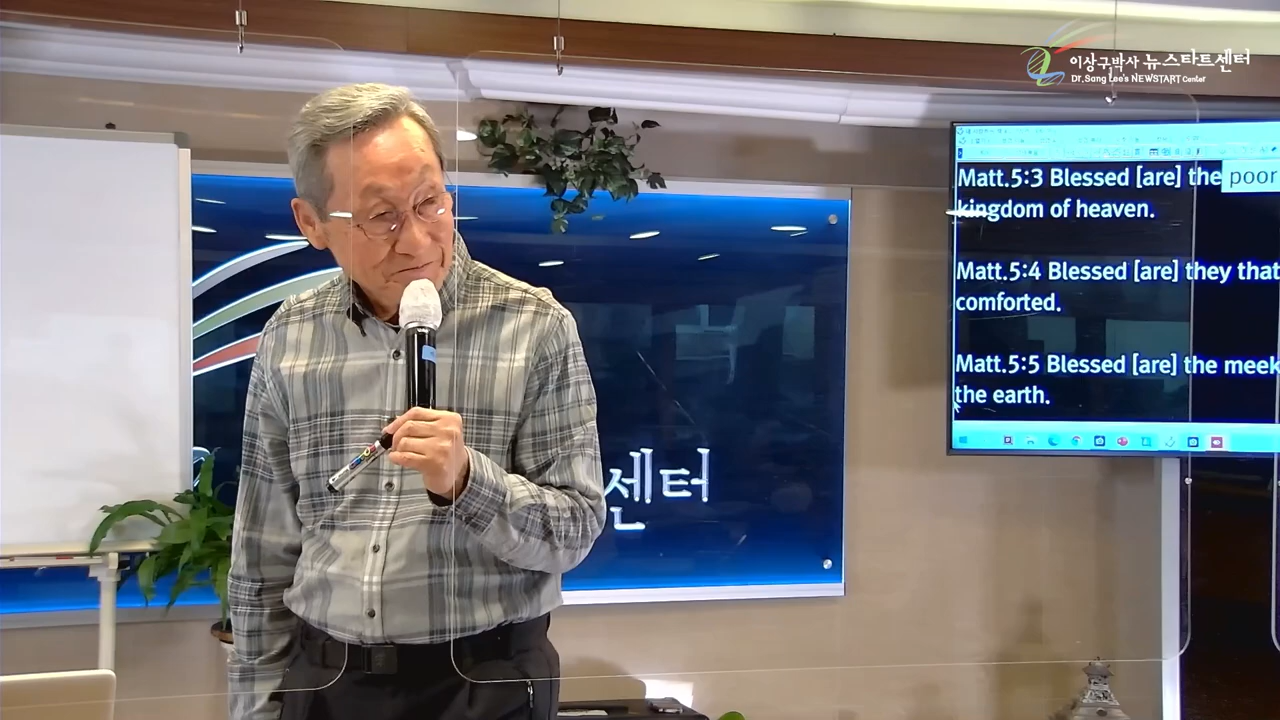 이상구박사 뉴스타트센터
Dr. Sang Lee's NEWSTART Center
Matt.5:3 Blessed [are] the poor
kingdom of heaven.
Matt.5:4 Blessed [are] they that
comforted.
Matt.5:5 Blessed [are] the meek
the earth.
센터